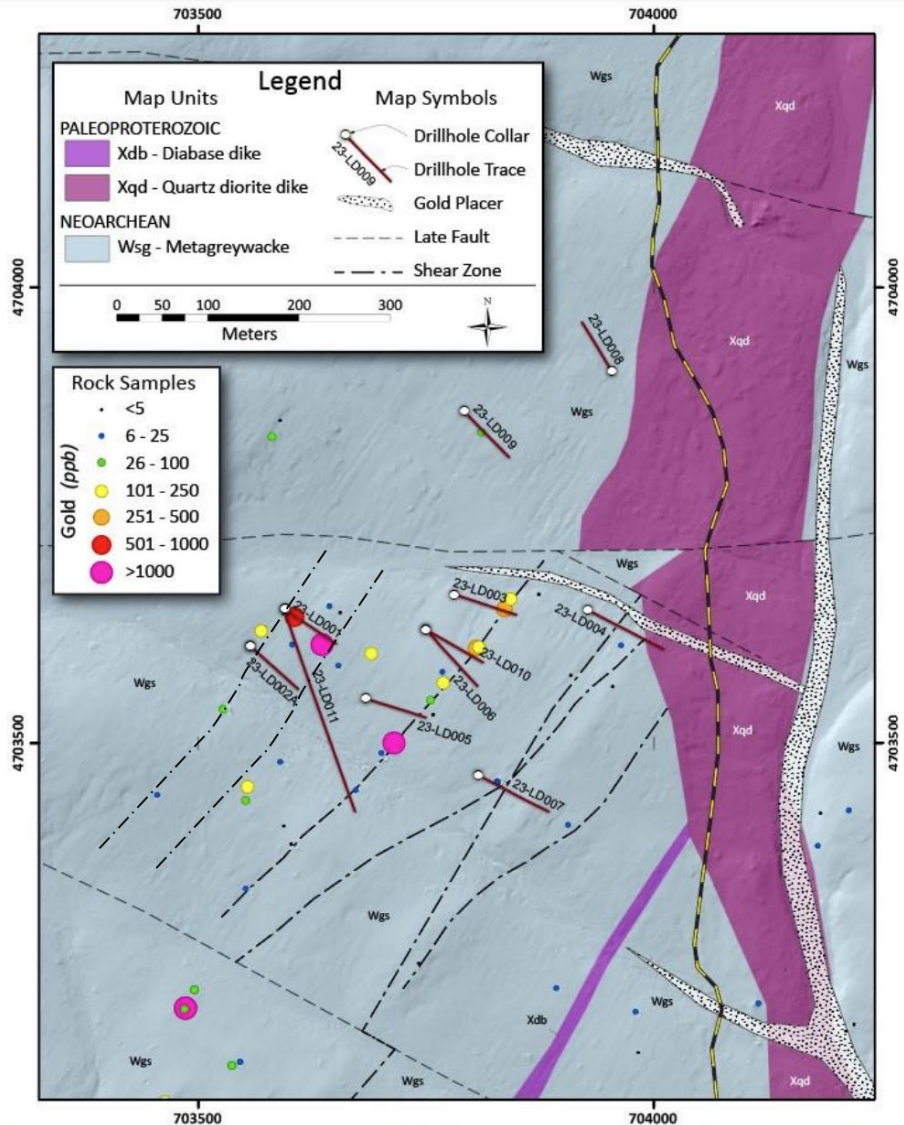 703500
704000
Legend
Map Units
Map Symbols
PALEOPROTEROZOIC
Xdb - Diabase dike
Xqd - Quartz diorite dike
NEOARCHEAN
Wsg - Metagreywacke
23-LD009
Drillhole Collar
Drillhole Trace
Gold Placer
Late Fault
Shear Zone
0 50 100 200 300
Meters
N
Wgs
Xqd
4704000
4704000
23-LD008
Xqd
Wgs
Wgs
23-LD009
Rock Samples
Gold (ppb)
<5
6 - 25
26 - 100
101 - 250
251 - 500
501 - 1000
>1000
Wgs
23-LD003
Xqd
23-LD001
23-LD004
23-LD010
23-LD002A
Wgs
23-LD011
23-LD006
23-LD005
Xqd
Wgs
4703500
4703500
23-LD007
Wgs
Wgs
Xdb
Wgs
Wgs
Xqd
703500
704000